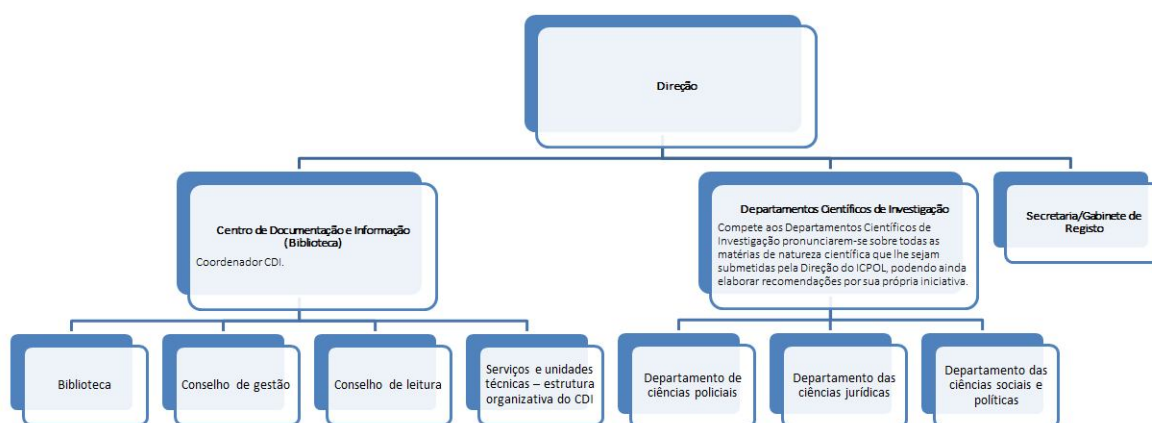 Direção
Centro de Documentação e Informação
(Biblioteca)
Coordenador CDI.
Departamentos Científicos de Investigação
Compete aos Departamentos Científicos de
Investigação pronunciarem-se sobre todas as
matérias de natureza científica que lhe sejam
submetidas pela Direção do ICPOL, podendo ainda
elaborar recomendações por sua própria iniciativa.
Secretaria/Gabinete de
Registo
Biblioteca
Conselho de gestão
Conselho de leitura
Serviços e unidades
técnicas – estrutura
organizativa do CDI
Departamento de
ciências policiais
Departamento das
ciências jurídicas
Departamento das
ciências sociais e
políticas